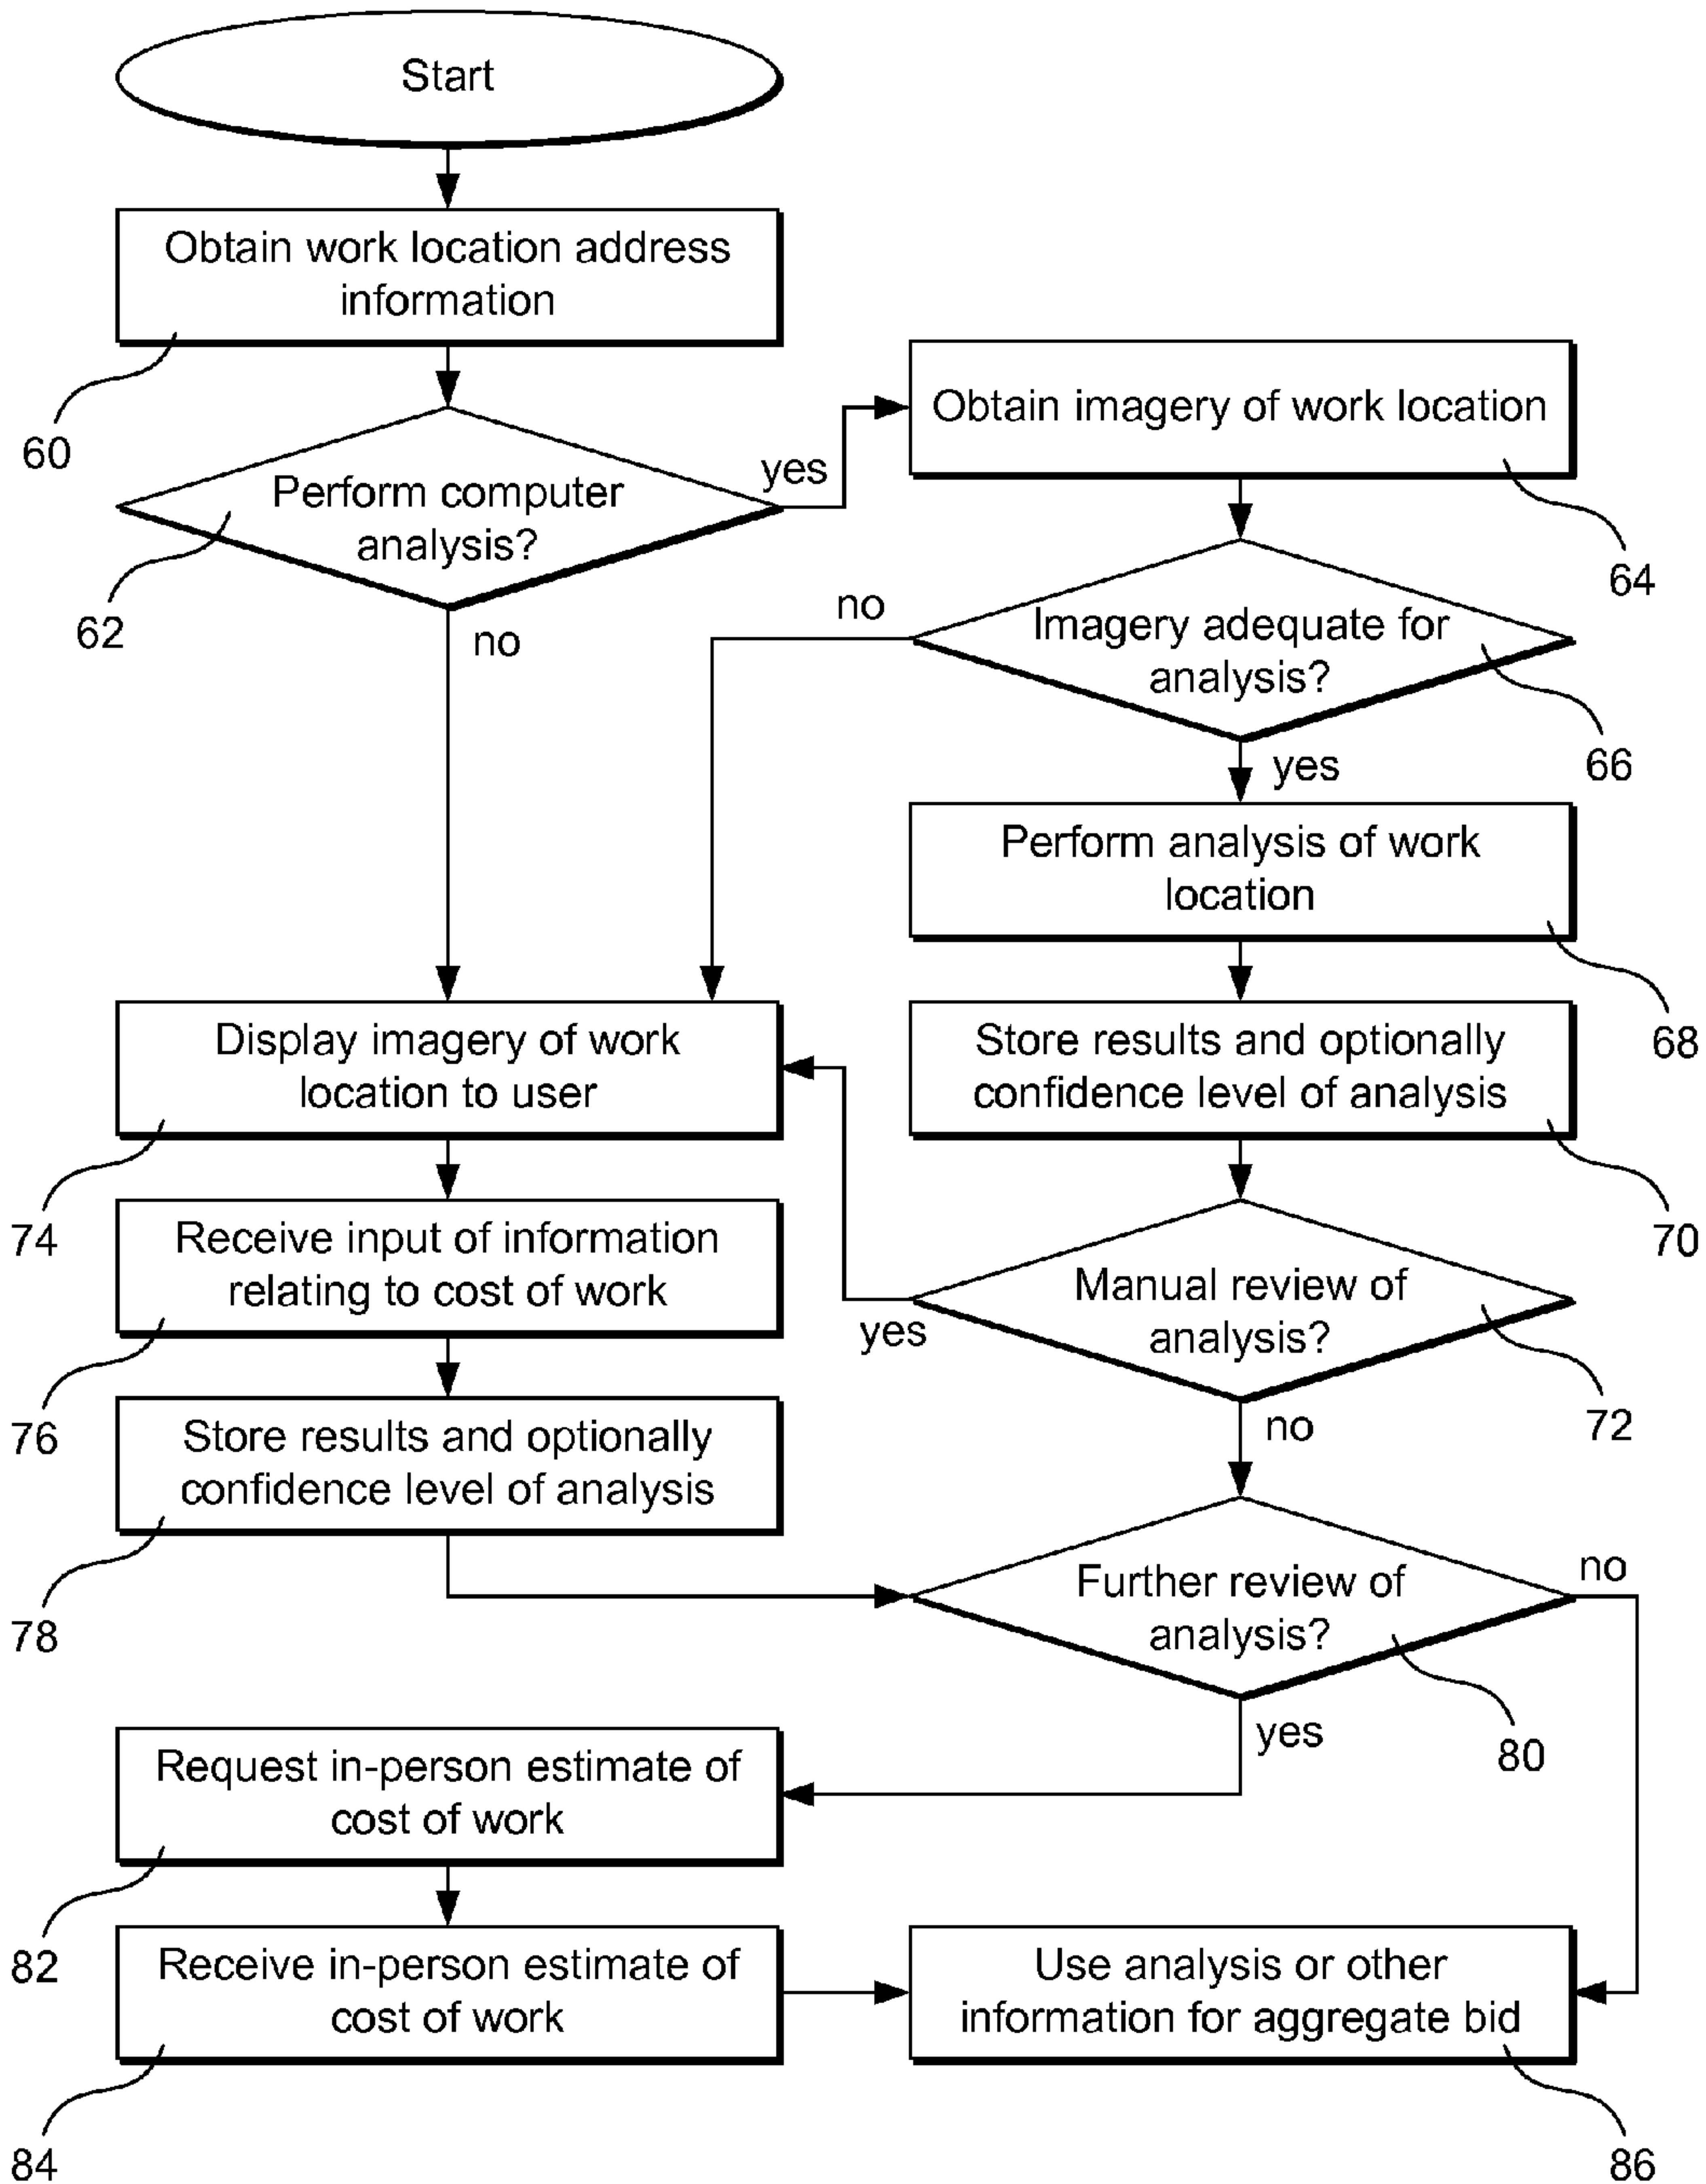 Start
Obtain work location address
information
60
Perform computer
analysis?
62
yes
no
Obtain imagery of work location
64
Imagery adequate for
analysis?
66
no
yes
Perform analysis of work
location
68
Store results and optionally
confidence level of analysis
70
Manual review of
analysis?
72
yes
no
Display imagery of work
location to user
74
Receive input of information
relating to cost of work
76
Store results and optionally
confidence level of analysis
78
Further review of
analysis?
80
no
yes
Request in-person estimate of
cost of work
82
Receive in-person estimate of
cost of work
84
Use analysis or other
information for aggregate bid
86